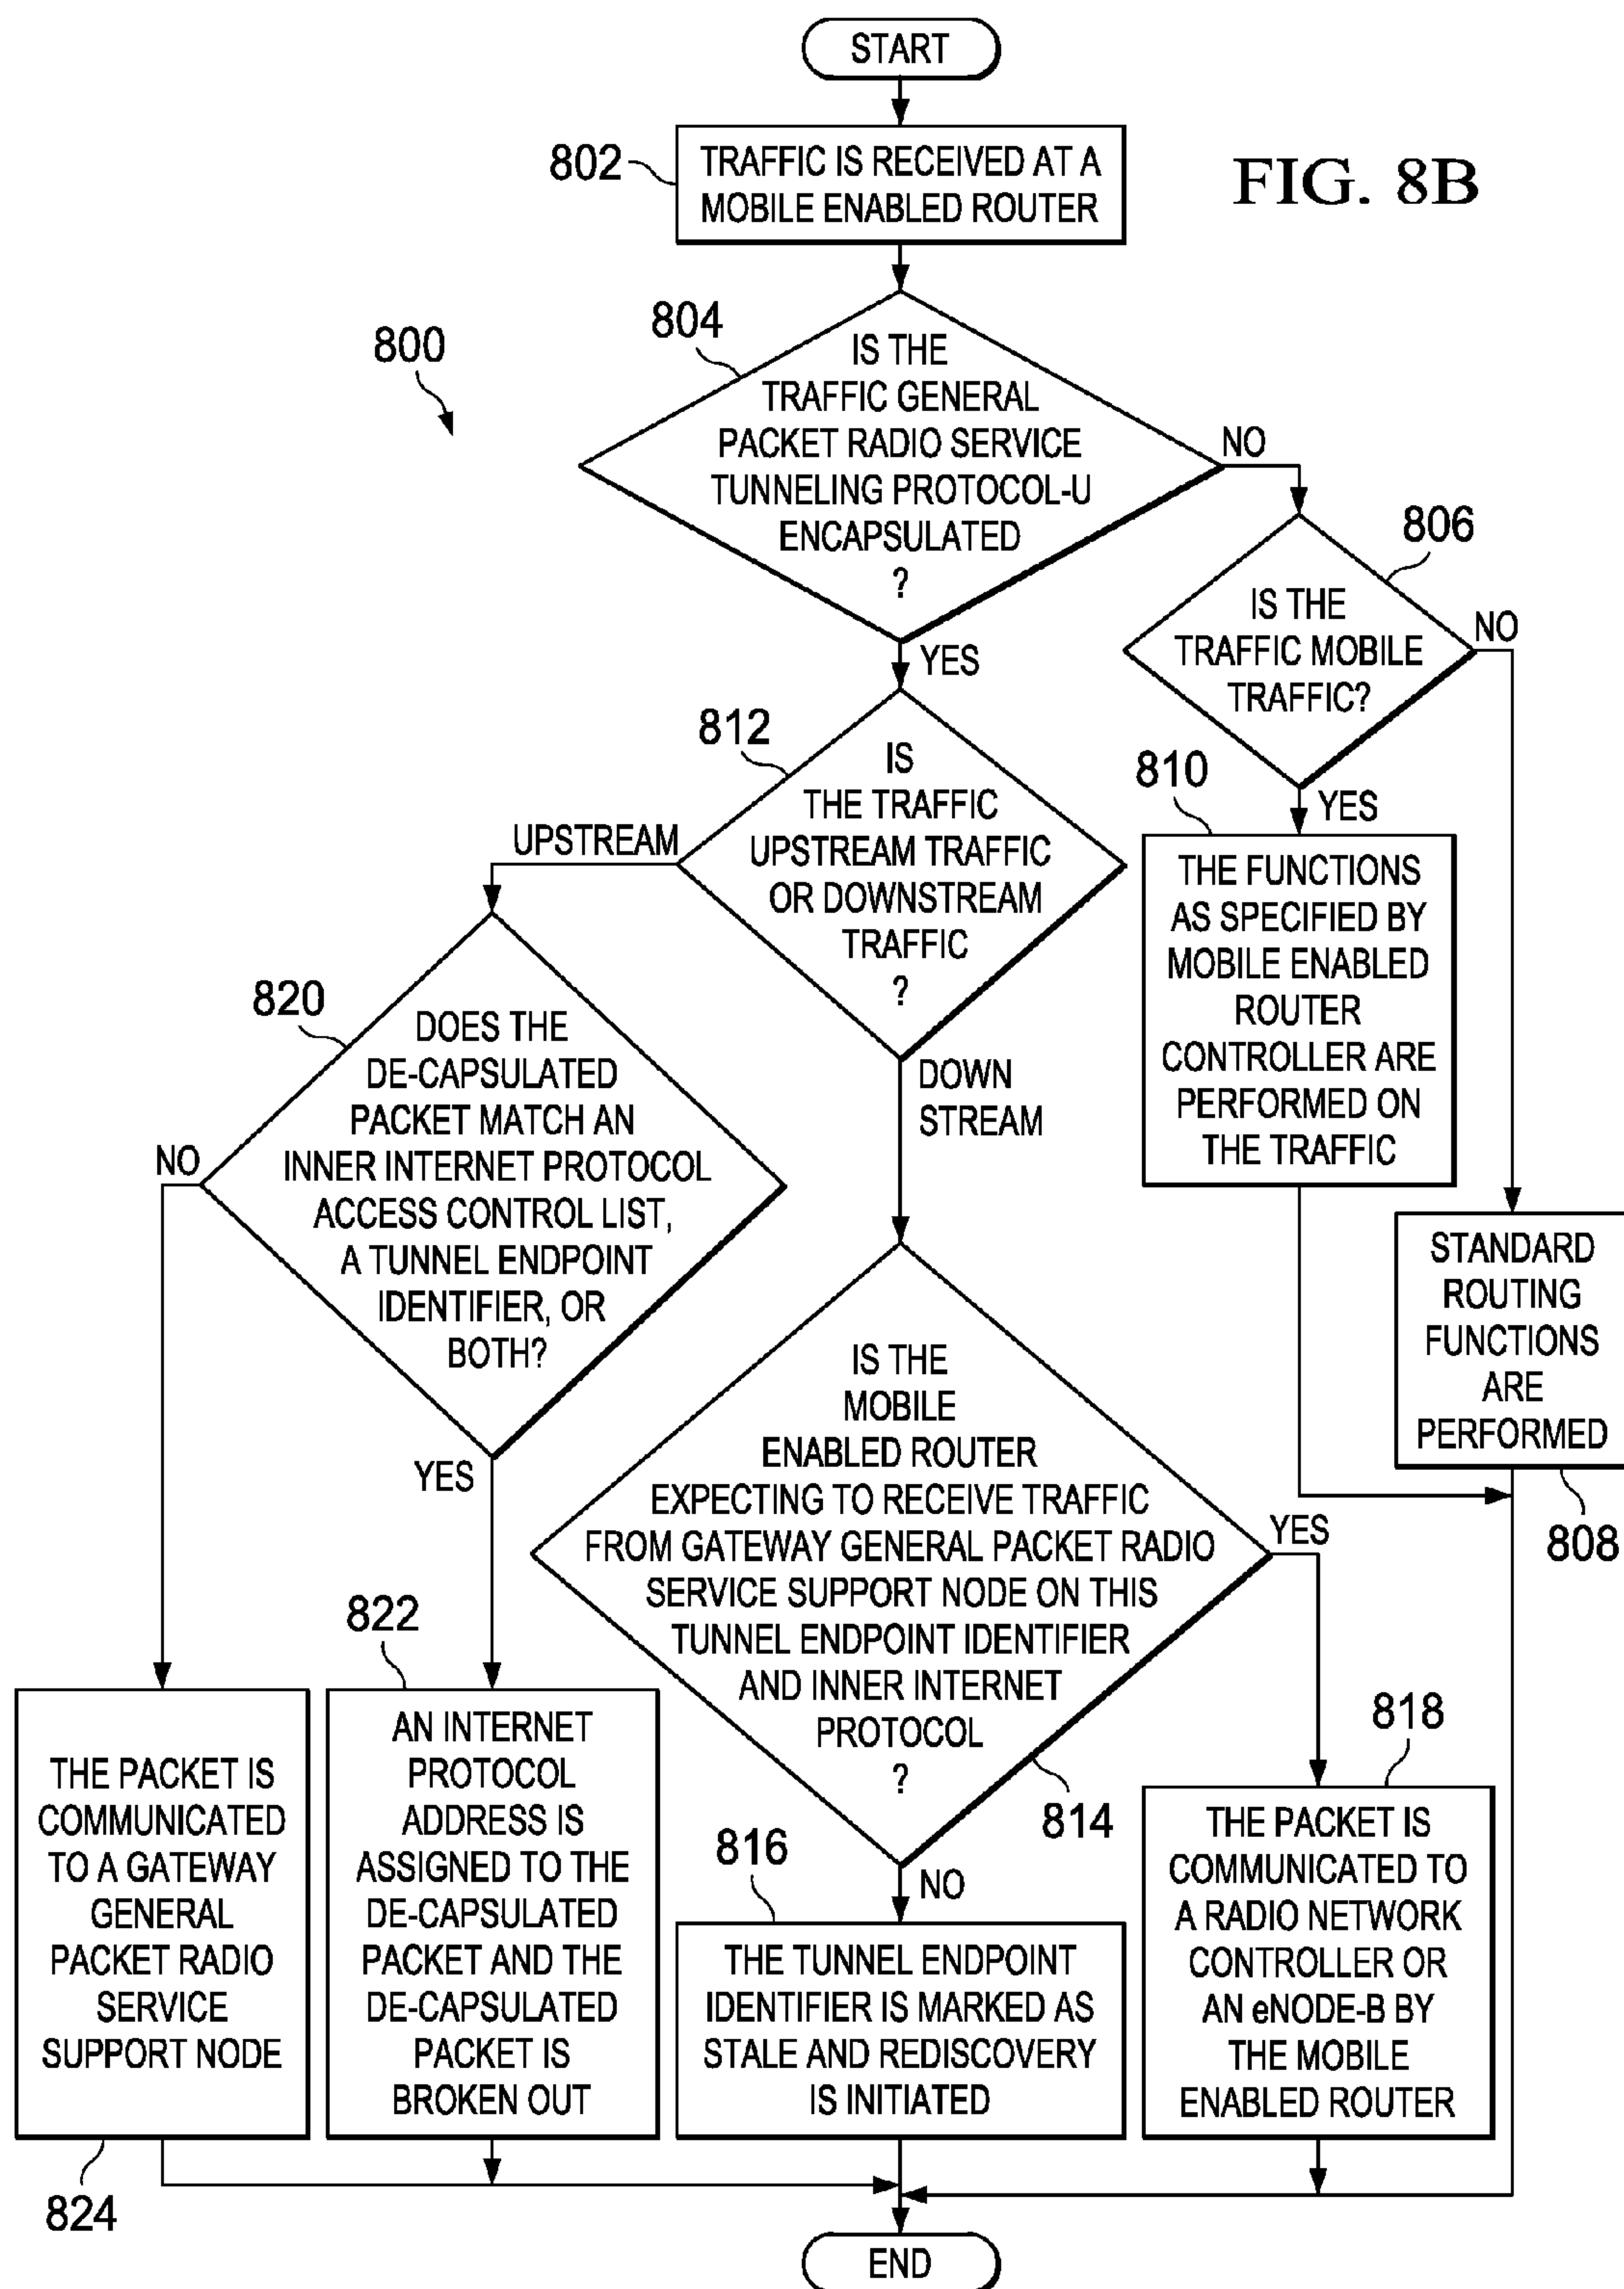 START
802
TRAFFIC IS RECEIVED AT A
MOBILE ENABLED ROUTER
FIG. 8B
800
804
IS THE
TRAFFIC GENERAL
PACKET RADIO SERVICE
TUNNELING PROTOCOL-U
ENCAPSULATED
?
NO
YES
806
IS THE
TRAFFIC MOBILE
TRAFFIC?
NO
YES
812
IS
THE TRAFFIC
UPSTREAM TRAFFIC
OR DOWNSTREAM
TRAFFIC
?
UPSTREAM
DOWN
STREAM
810
THE FUNCTIONS
AS SPECIFIED BY
MOBILE ENABLED
ROUTER
CONTROLLER ARE
PERFORMED ON
THE TRAFFIC
820
DOES THE
DE-CAPSULATED
PACKET MATCH AN
INNER INTERNET PROTOCOL
ACCESS CONTROL LIST,
A TUNNEL ENDPOINT
IDENTIFIER, OR
BOTH?
NO
YES
STANDARD
ROUTING
FUNCTIONS
ARE
PERFORMED
808
IS THE
MOBILE
ENABLED ROUTER
EXPECTING TO RECEIVE TRAFFIC
FROM GATEWAY GENERAL PACKET RADIO
SERVICE SUPPORT NODE ON THIS
TUNNEL ENDPOINT IDENTIFIER
AND INNER INTERNET
PROTOCOL
?
YES
814
NO
THE PACKET IS
COMMUNICATED
TO A GATEWAY
GENERAL
PACKET RADIO
SERVICE
SUPPORT NODE
824
822
AN INTERNET
PROTOCOL
ADDRESS IS
ASSIGNED TO THE
DE-CAPSULATED
PACKET AND THE
DE-CAPSULATED
PACKET IS
BROKEN OUT
816
THE TUNNEL ENDPOINT
IDENTIFIER IS MARKED AS
STALE AND REDISCOVERY
IS INITIATED
818
THE PACKET IS
COMMUNICATED TO
A RADIO NETWORK
CONTROLLER OR
AN eNODE-B BY
THE MOBILE
ENABLED ROUTER
END